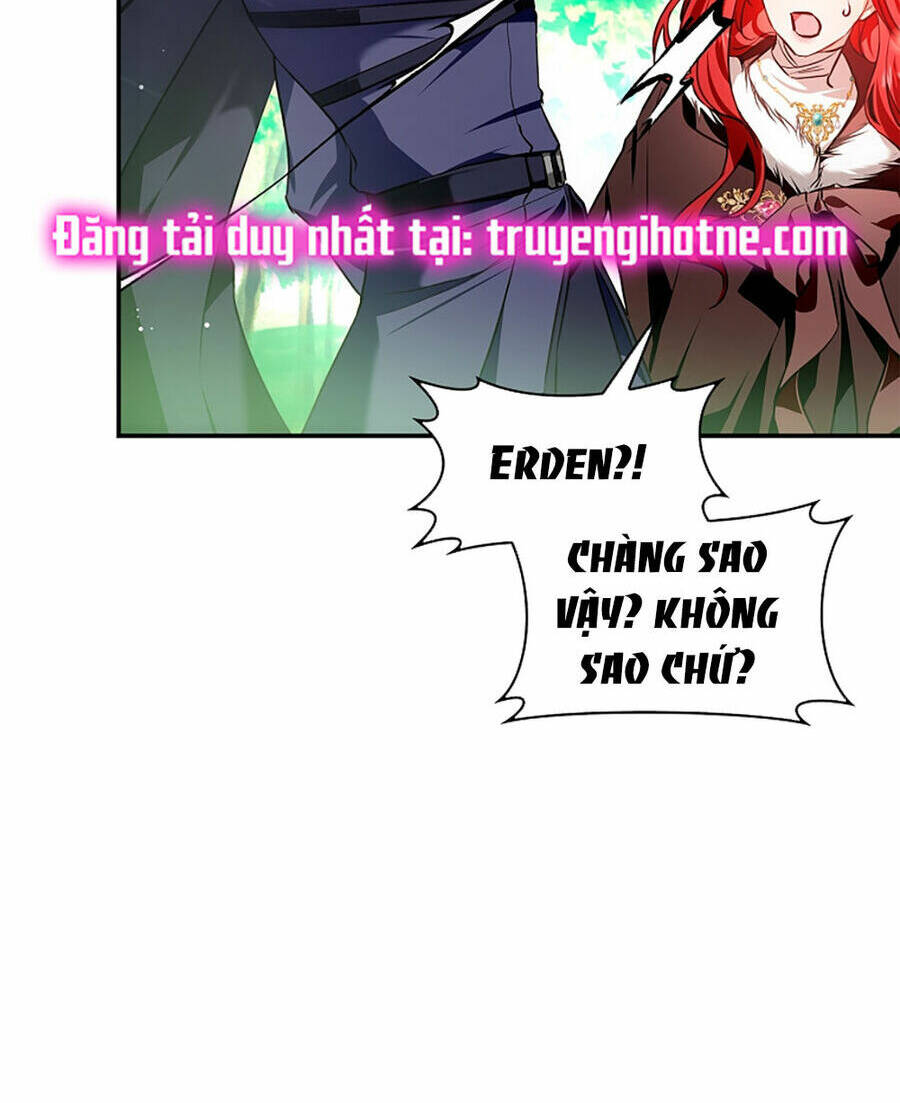 Đăng tải duy nhất tại: truyengihotne.com
ERDEN?!
CHÀNG SAO
VẬY? KHÔNG
SAO CHỨ?